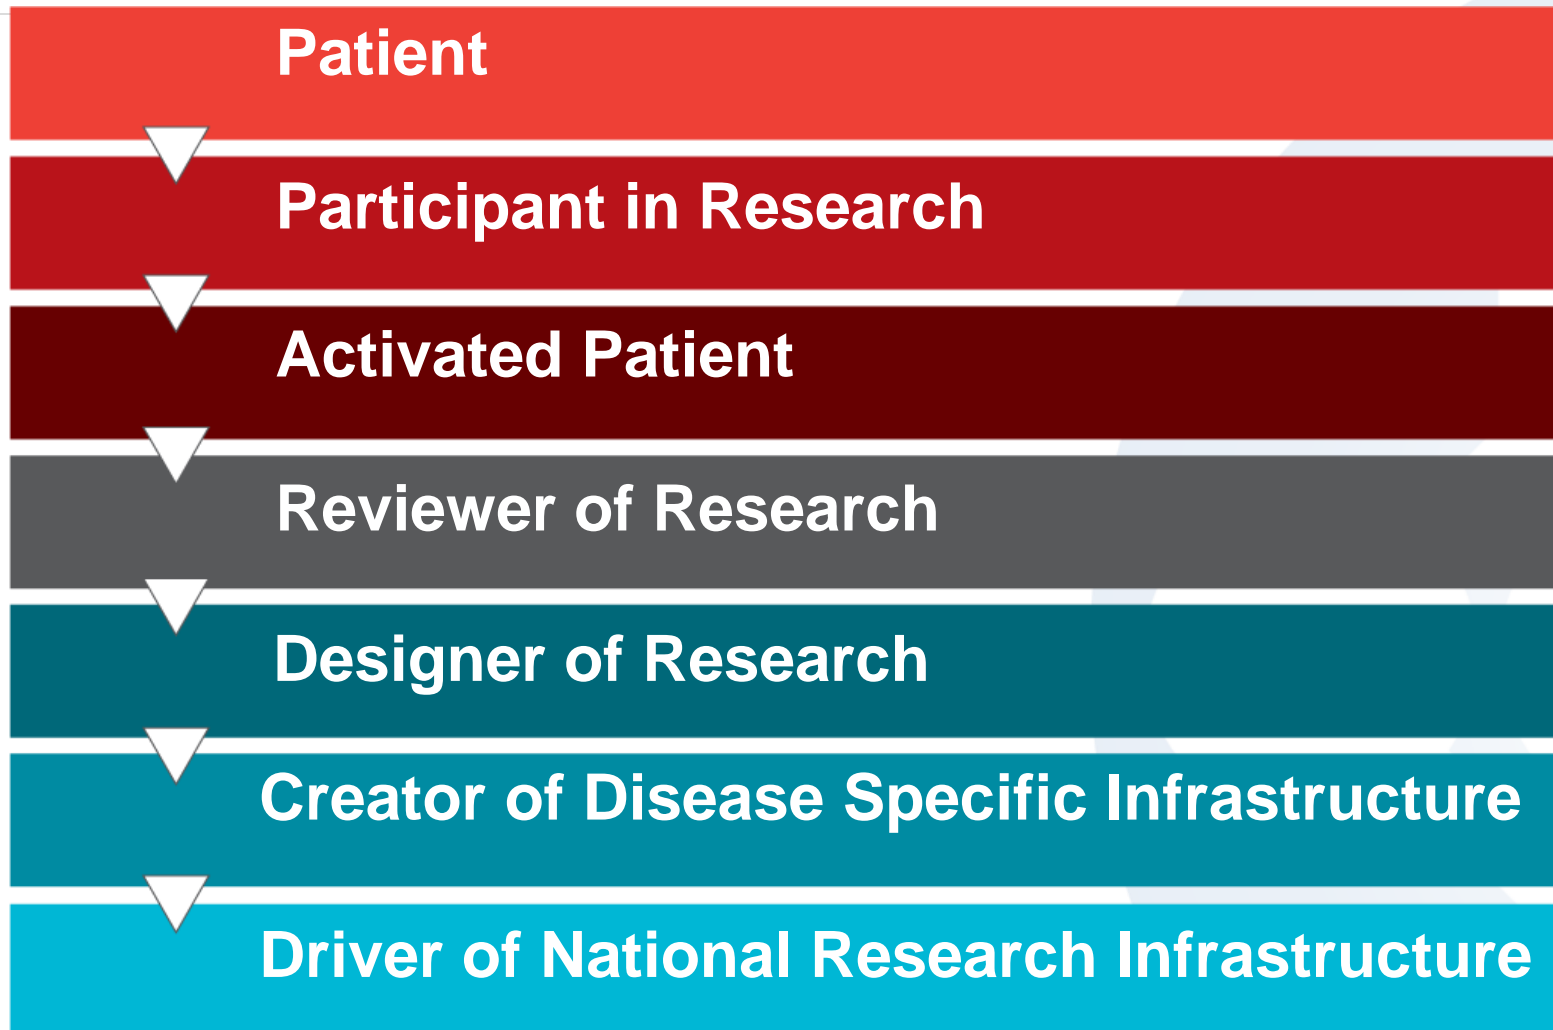 Patient
Participant in Research
Activated Patient
Reviewer of Research
Designer of Research
Creator of Disease Specific Infrastructure
Driver of National Research Infrastructure